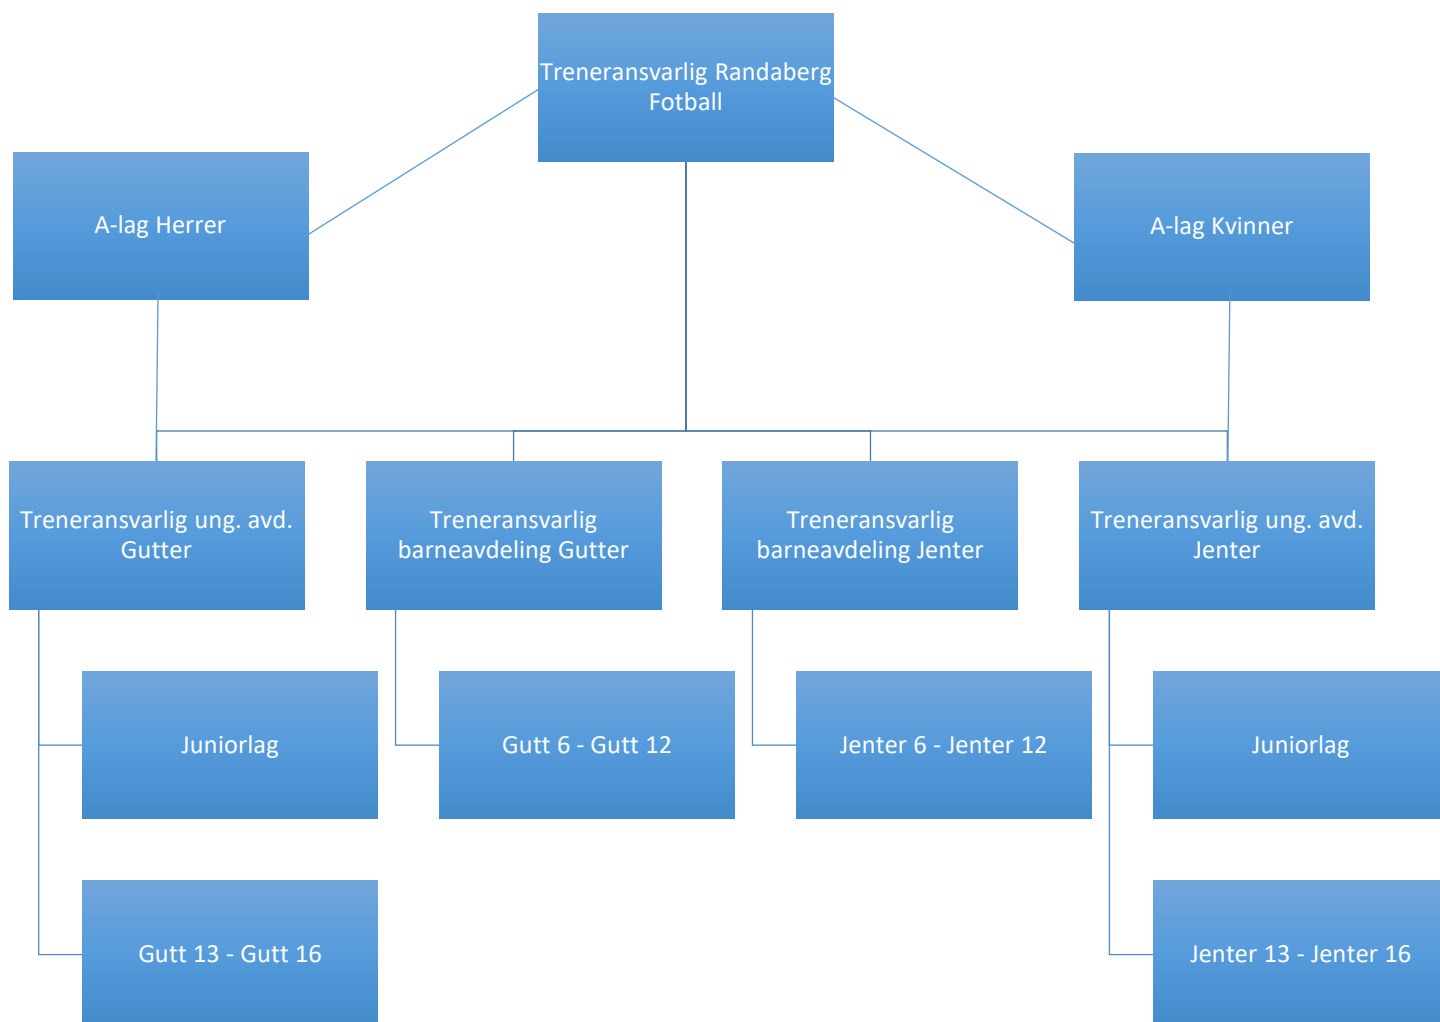 Treneransvarlig Randaberg
Fotball
A-lag Herrer
A-lag Kvinner
Treneransvarlig ung. avd.
Gutter
Treneransvarlig
barneavdeling Gutter
Treneransvarlig
barneavdeling Jenter
Treneransvarlig ung. avd.
Jenter
Juniorlag
Gutt 6 - Gutt 12
Jenter 6 - Jenter 12
Juniorlag
Gutt 13 - Gutt 16
Jenter 13 - Jenter 16